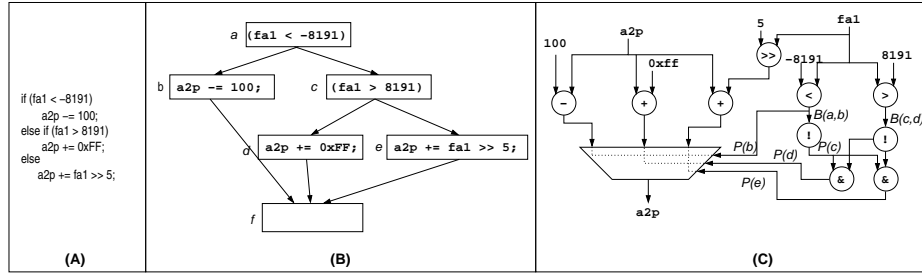 if (fa1 < −8191)
a2p −= 100;
else if (fa1 > 8191)
a2p += 0xFF;
else
a2p += fa1 >> 5;
(A)
a
(fa1 < -8191)
b
a2p -= 100;
c
(fa1 > 8191)
d
a2p += 0xFF;
e
a2p += fa1 >> 5;
f
(B)
5
fa1
a2p
100
0xff
>>
-8191
8191
-
+
+
<
>
B(a,b)
B(c,d)
!
!
P(b)
P(c)
P(d)
&
&
P(e)
a2p
(C)